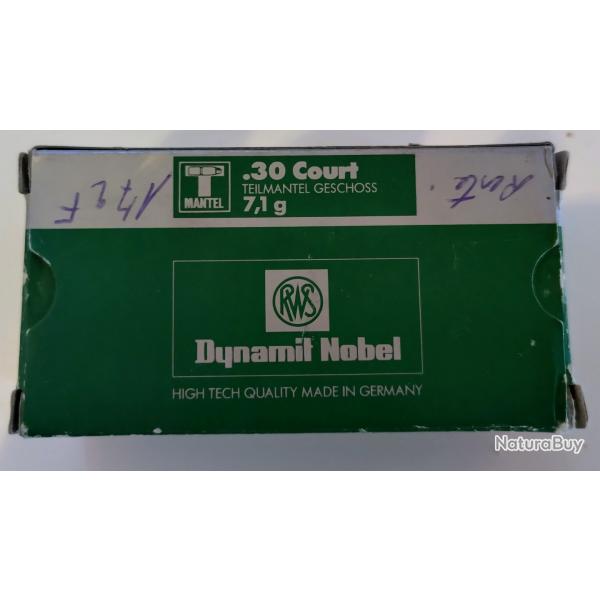 .30 Court
TEILMANTEL GESCHOSS
7,1 g
T
MANTEL
RWS
Dynamit Nobel
HIGH TECH QUALITY MADE IN GERMANY
NaturaBuy